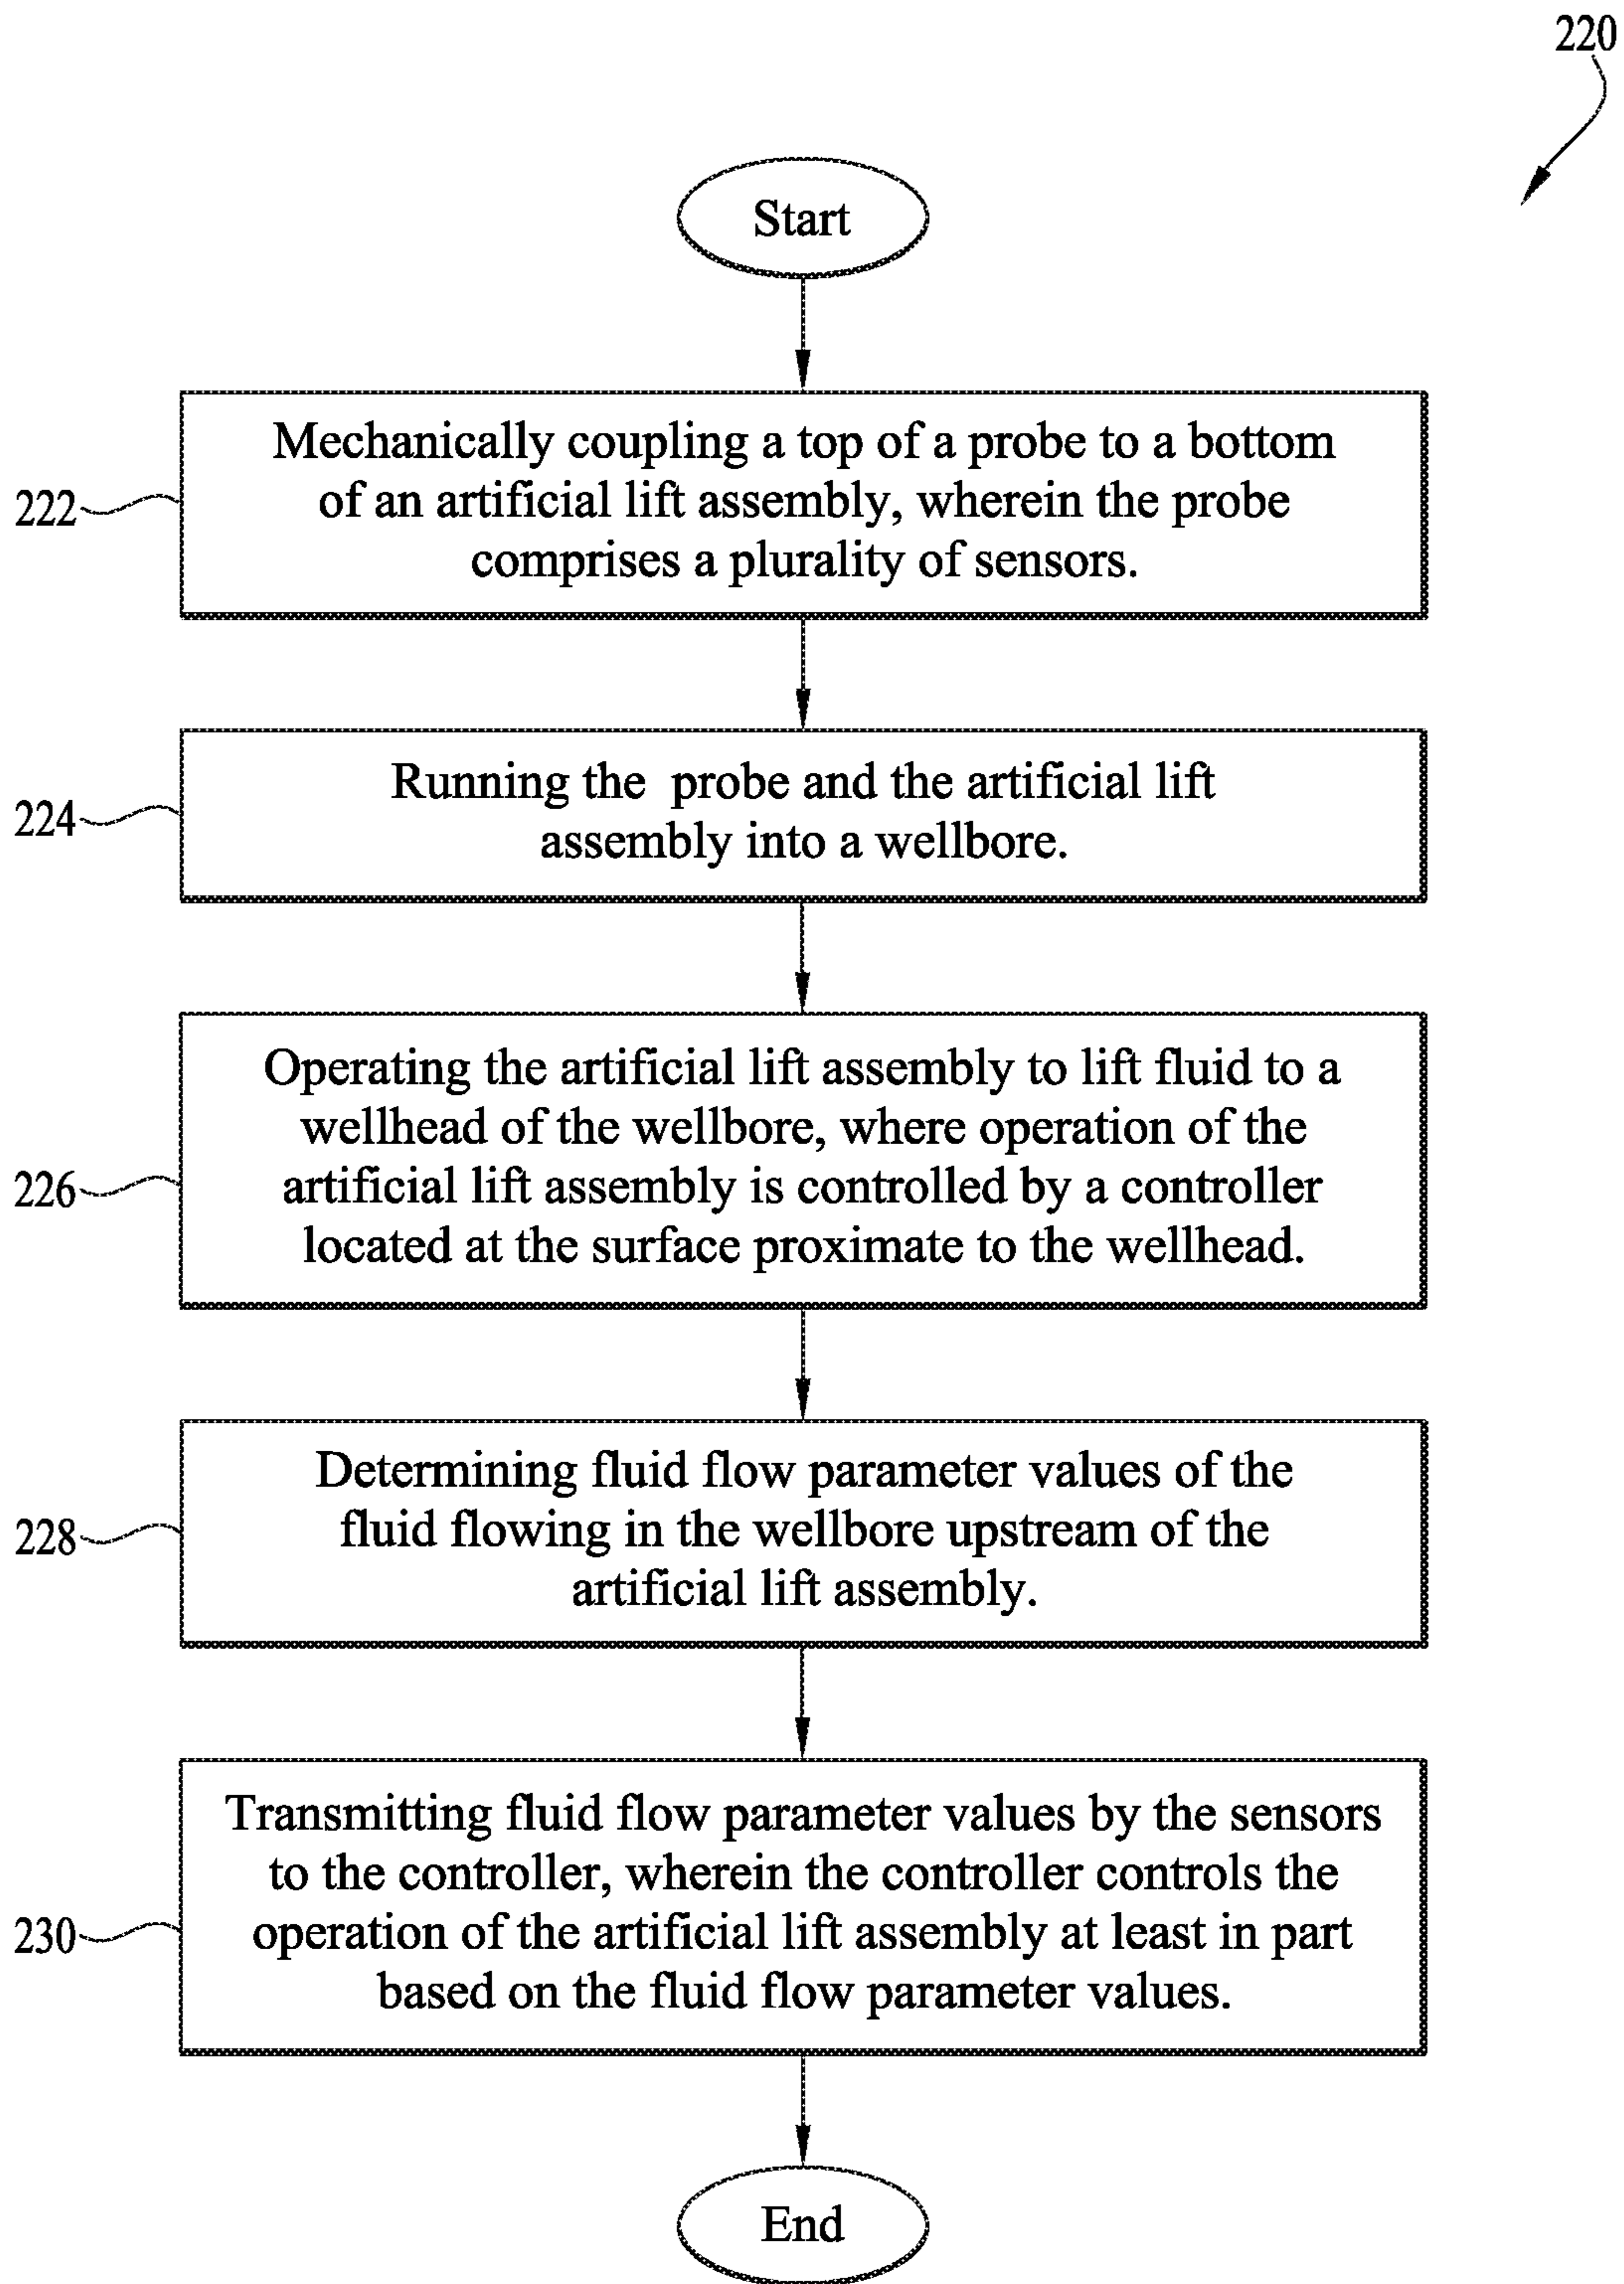 220
Start
222
Mechanically coupling a top of a probe to a bottom
of an artificial lift assembly, wherein the probe
comprises a plurality of sensors.
224
Running the probe and the artificial lift
assembly into a wellbore.
226
Operating the artificial lift assembly to lift fluid to a
wellhead of the wellbore, where operation of the
artificial lift assembly is controlled by a controller
located at the surface proximate to the wellhead.
228
Determining fluid flow parameter values of the
fluid flowing in the wellbore upstream of the
artificial lift assembly.
230
Transmitting fluid flow parameter values by the sensors
to the controller, wherein the controller controls the
operation of the artificial lift assembly at least in part
based on the fluid flow parameter values.
End